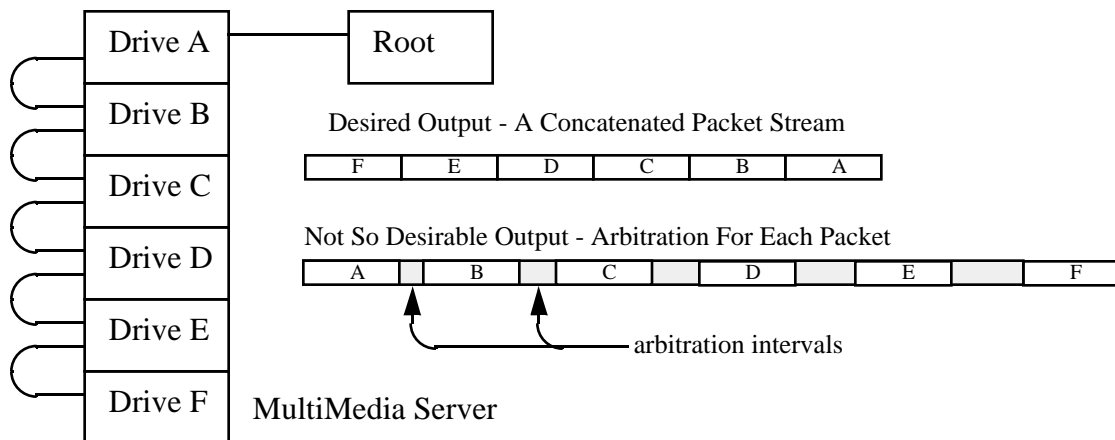 Drive A
Root
Drive B
Drive C
Drive D
Drive E
Drive F
MultiMedia Server
Desired Output - A Concatenated Packet Stream
F E D C B A
Not So Desirable Output - Arbitration For Each Packet
A B C D E F
arbitration intervals